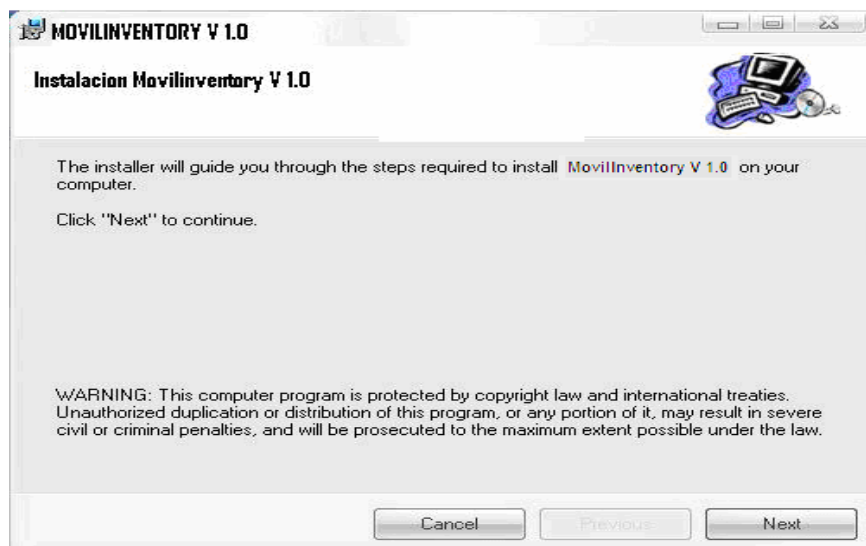 MOVILINVENTORY V 1.0
Instalacion Movilinventory V 1.0
The installer will guide you through the steps required to install MovilInventory V 1.0 on your
computer.
Click "Next" to continue.
WARNING: This computer program is protected by copyright law and international treaties.
Unauthorized duplication or distribution of this program, or any portion of it, may result in severe
civil or criminal penalties, and will be prosecuted to the maximum extent possible under the law.
Cancel Previous Next